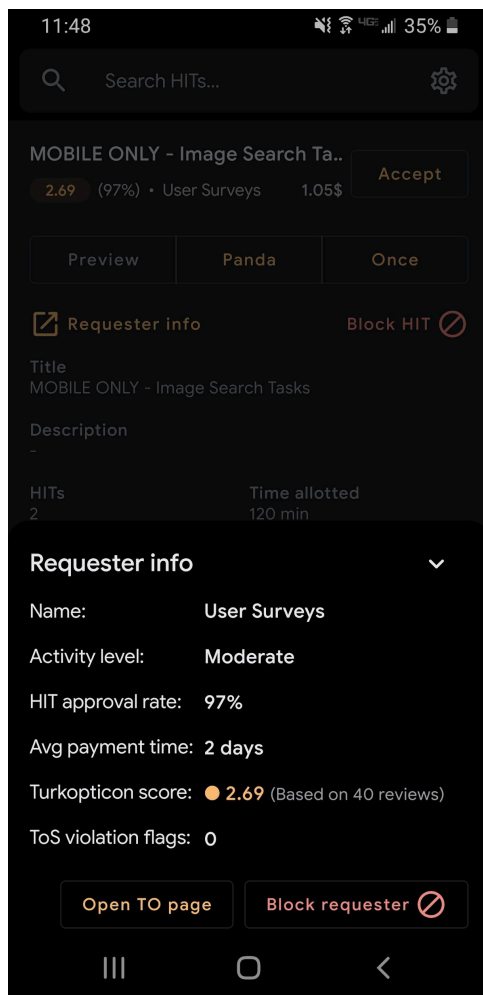 11:48 4GE 35%
Search HITs...
MOBILE ONLY - Image Search Ta..
Accept
2.69 (97%) • User Surveys 1.05$
Preview Panda Once
Requester info Block HIT
Title
MOBILE ONLY - Image Search Tasks
Description
-
HITs Time allotted
2 120 min
Requester info
Name: User Surveys
Activity level: Moderate
HIT approval rate: 97%
Avg payment time: 2 days
Turkopticon score: 2.69 (Based on 40 reviews)
ToS violation flags: 0
Open TO page Block requester